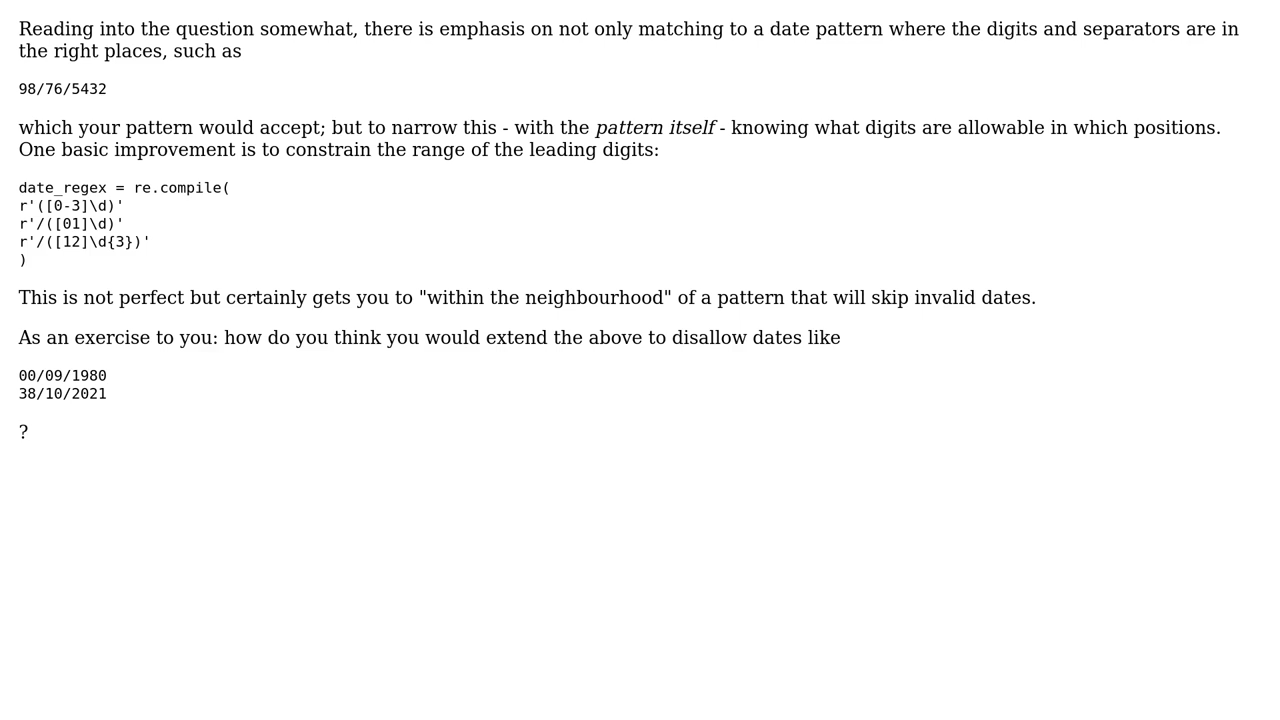 Reading into the question somewhat, there is emphasis on not only matching to a date pattern where the digits and separators are in
the right places, such as
98/76/5432
which your pattern would accept; but to narrow this - with the pattern itself - knowing what digits are allowable in which positions.
One basic improvement is to constrain the range of the leading digits:
date_regex = re.compile(
r'([0-3]\d)'
r'/([01]\d)'
r'/([12]\d{3})'
)
This is not perfect but certainly gets you to "within the neighbourhood" of a pattern that will skip invalid dates.
As an exercise to you: how do you think you would extend the above to disallow dates like
00/09/1980
38/10/2021
?